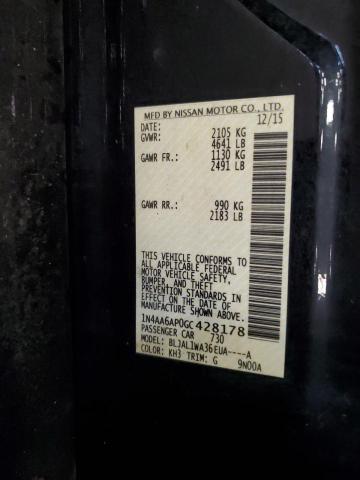 MFD BY NISSAN MOTOR CO., LTD.
DATE: 12/15
GVWR: 2105 KG
4641 LB
GAWR FR.: 1130 KG
2491 LB
GAWR RR.: 990 KG
2183 LB
THIS VEHICLE CONFORMS TO
ALL APPLICABLE FEDERAL
MOTOR VEHICLE SAFETY,
BUMPER, AND THEFT
PREVENTION STANDARDS IN
EFFECT ON THE DATE OF
MANUFACTURE SHOWN ABOVE.
1N4AA6AP0GC428178
PASSENGER CAR 730
MODEL: BLJALIWA36EUA----A
COLOR: KH3 TRIM: G 9N00A